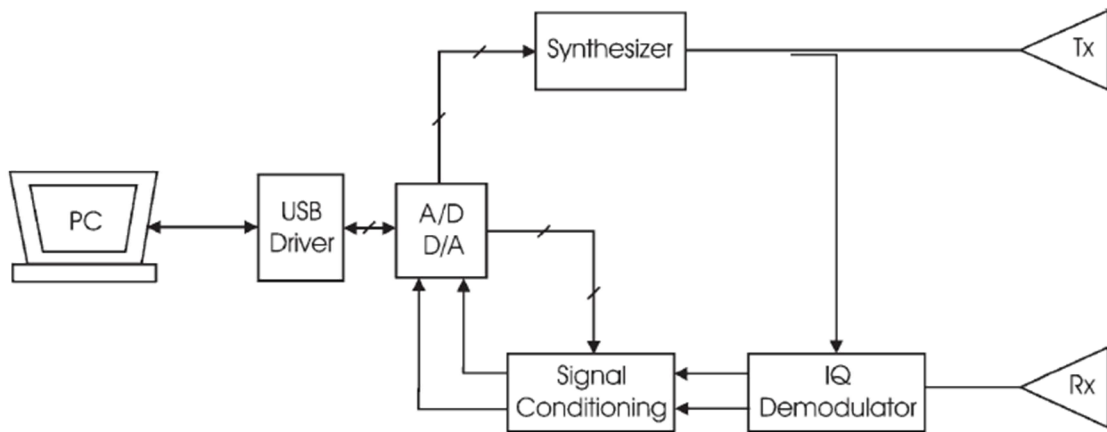 Synthesizer
Tx
PC
USB
Driver
A/D
D/A
Signal
Conditioning
IQ
Demodulator
Rx